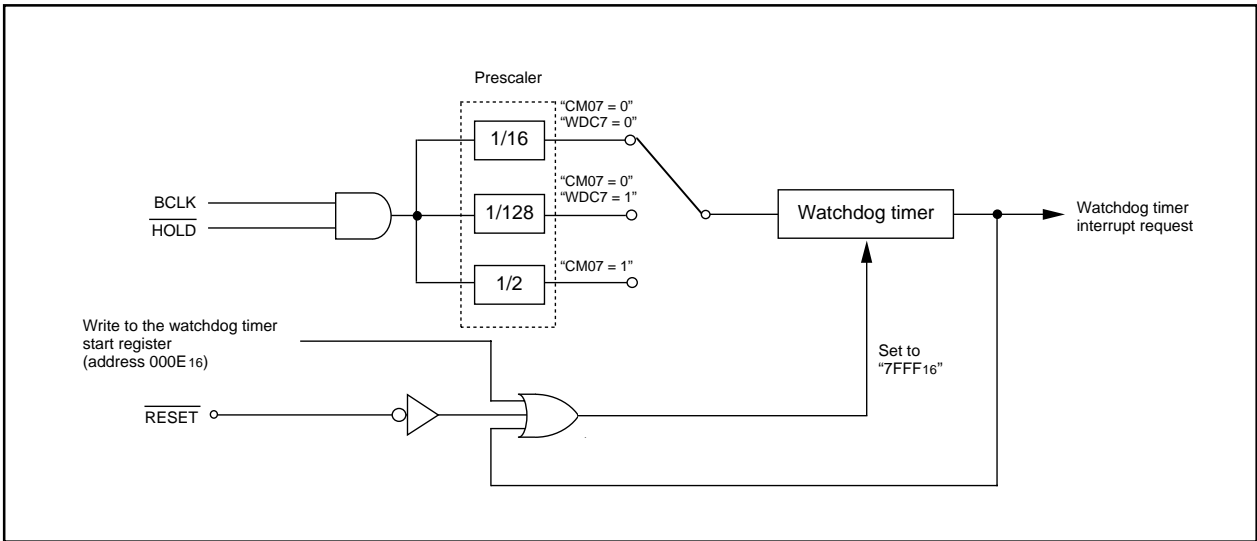 Prescaler
“CM07 = 0”
“WDC7 = 0”
1/16
BCLK
HOLD
“CM07 = 0”
“WDC7 = 1”
1/128
Watchdog timer
Watchdog timer
interrupt request
“CM07 = 1”
1/2
Write to the watchdog timer
start register
(address 000E16)
Set to
“7FFF16”
RESET